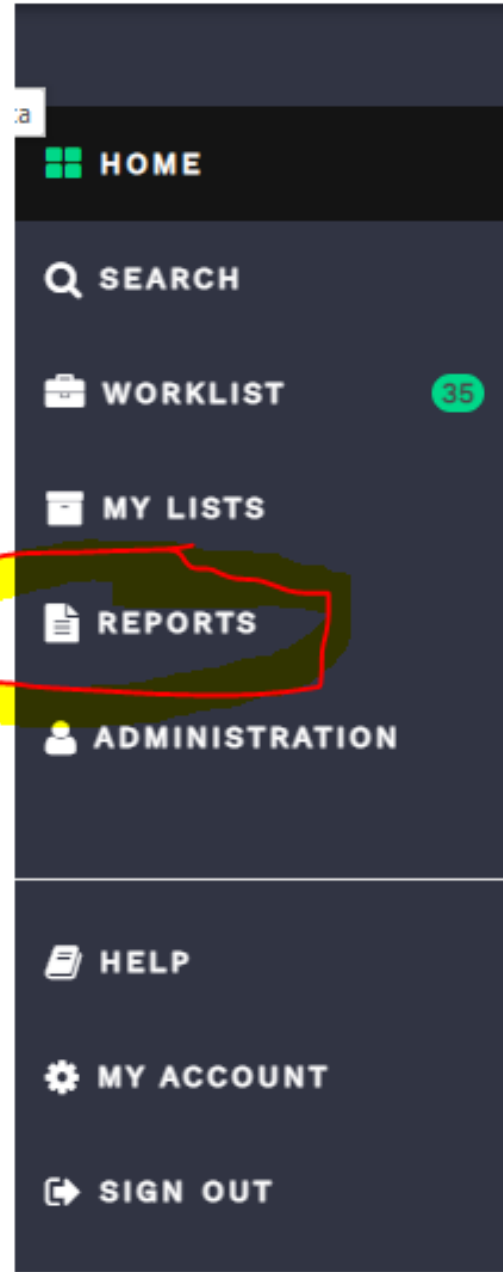 :a
HOME
SEARCH
WORKLIST 35
MY LISTS
REPORTS
ADMINISTRATION
HELP
MY ACCOUNT
SIGN OUT